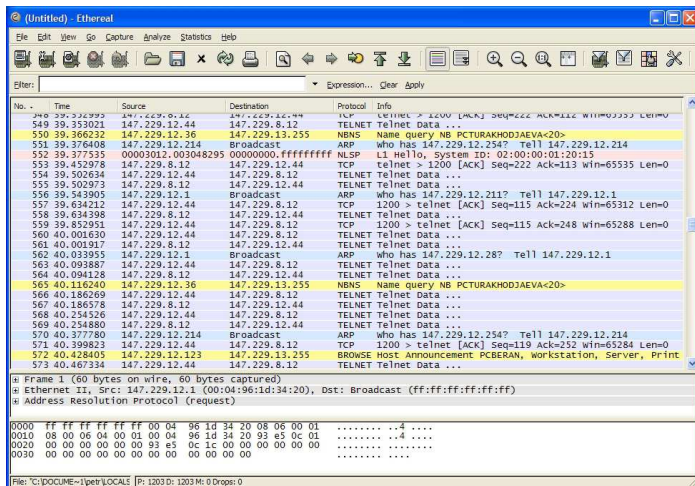 (Untitled) - Ethereal
File Edit View Go Capture Analyze Statistics Help
Filter: Expression... Clear Apply
No. . Time Source Destination Protocol Info
548 39.352993 147.229.8.12 147.229.12.44 TCP telnet > 1200 [ACK] Seq=222 Ack=112 Win=65535 Len=0
549 39.353021 147.229.12.44 147.229.8.12 TELNET Telnet Data ...
550 39.366232 147.229.12.36 147.229.13.255 NBNS Name query NB PCTURAKHODJAEVA<20>
551 39.376408 147.229.12.214 Broadcast ARP Who has 147.229.12.254? Tell 147.229.12.214
552 39.377535 00003012.003048295 00000000.fffffffff NLSP L1 Hello, System ID: 02:00:00:01:20:15
553 39.452978 147.229.8.12 147.229.12.44 TCP telnet > 1200 [ACK] Seq=222 Ack=113 Win=65535 Len=0
554 39.502634 147.229.12.44 147.229.8.12 TELNET Telnet Data ...
555 39.502973 147.229.8.12 147.229.12.44 TELNET Telnet Data ...
556 39.543905 147.229.12.1 Broadcast ARP Who has 147.229.12.251? Tell 147.229.12.1
557 39.634212 147.229.12.44 147.229.8.12 TCP 1200 > telnet [ACK] Seq=115 Ack=224 Win=65312 Len=0
558 39.634398 147.229.8.12 147.229.12.44 TELNET Telnet Data ...
559 39.852951 147.229.12.44 147.229.8.12 TCP 1200 > telnet [ACK] Seq=115 Ack=248 Win=65288 Len=0
560 40.001630 147.229.12.44 147.229.8.12 TELNET Telnet Data ...
561 40.001917 147.229.8.12 147.229.12.44 TELNET Telnet Data ...
562 40.033955 147.229.12.1 Broadcast ARP Who has 147.229.12.28? Tell 147.229.12.1
563 40.093887 147.229.12.44 147.229.8.12 TELNET Telnet Data ...
564 40.094128 147.229.8.12 147.229.12.44 TELNET Telnet Data ...
565 40.116240 147.229.12.36 147.229.13.255 NBNS Name query NB PCTURAKHODJAEVA<20>
566 40.186269 147.229.12.44 147.229.8.12 TELNET Telnet Data ...
567 40.186578 147.229.8.12 147.229.12.44 TELNET Telnet Data ...
568 40.254526 147.229.12.44 147.229.8.12 TELNET Telnet Data ...
569 40.254880 147.229.8.12 147.229.12.44 TELNET Telnet Data ...
570 40.377780 147.229.12.214 Broadcast ARP Who has 147.229.12.254? Tell 147.229.12.214
571 40.399823 147.229.12.44 147.229.8.12 TCP 1200 > telnet [ACK] Seq=119 Ack=252 Win=65284 Len=0
572 40.428405 147.229.12.123 147.229.13.255 BROWSE Host Announcement PCBERAN, Workstation, Server, Print
573 40.467334 147.229.12.44 147.229.8.12 TELNET Telnet Data ...
Frame 1 (60 bytes on wire, 60 bytes captured)
Ethernet II, Src: 147.229.12.1 (00:04:96:1d:34:20), Dst: Broadcast (ff:ff:ff:ff:ff:ff)
Address Resolution Protocol (request)
0000 ff ff ff ff ff ff 00 04 96 1d 34 20 08 06 00 01 ........ ..4 ....
0010 08 00 06 04 00 01 00 04 96 1d 34 20 93 e5 0c 01 ........ ..4 ....
0020 00 00 00 00 00 00 93 e5 0c 1c 00 00 00 00 00 00 ........ ........
0030 00 00 00 00 00 00 00 00 00 00 00 00 ........ ....
File: "C:\DOCUME~1\petr\LOCALS P: 1203 D: 1203 M: 0 Drops: 0